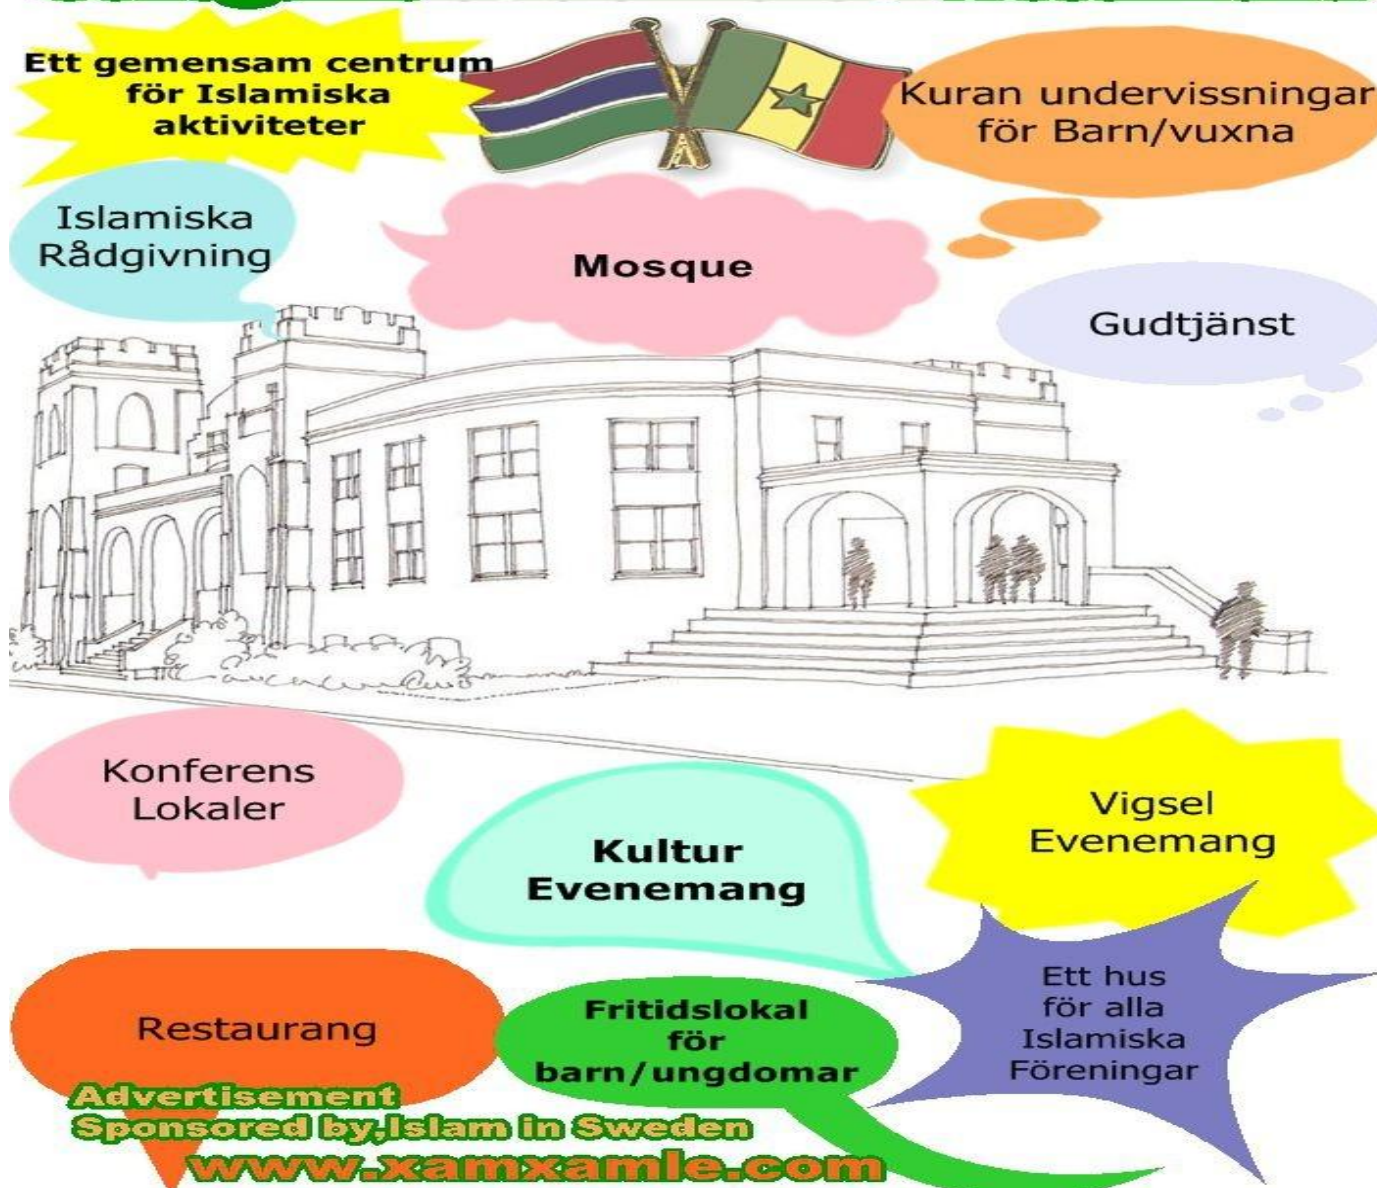 Ett gemensam centrum
för Islamiska
aktiviteter
Kuran undervissningar
för Barn/vuxna
Islamiska
Rådgivning
Mosque
Gudtjänst
Konferens
Lokaler
Kultur
Evenemang
Vigsel
Evenemang
Restaurang
Fritidslokal
för
barn/ungdomar
Ett hus
för alla
Islamiska
Föreningar
Advertisement
Sponsored by,Islam in Sweden
www.xamxamle.com